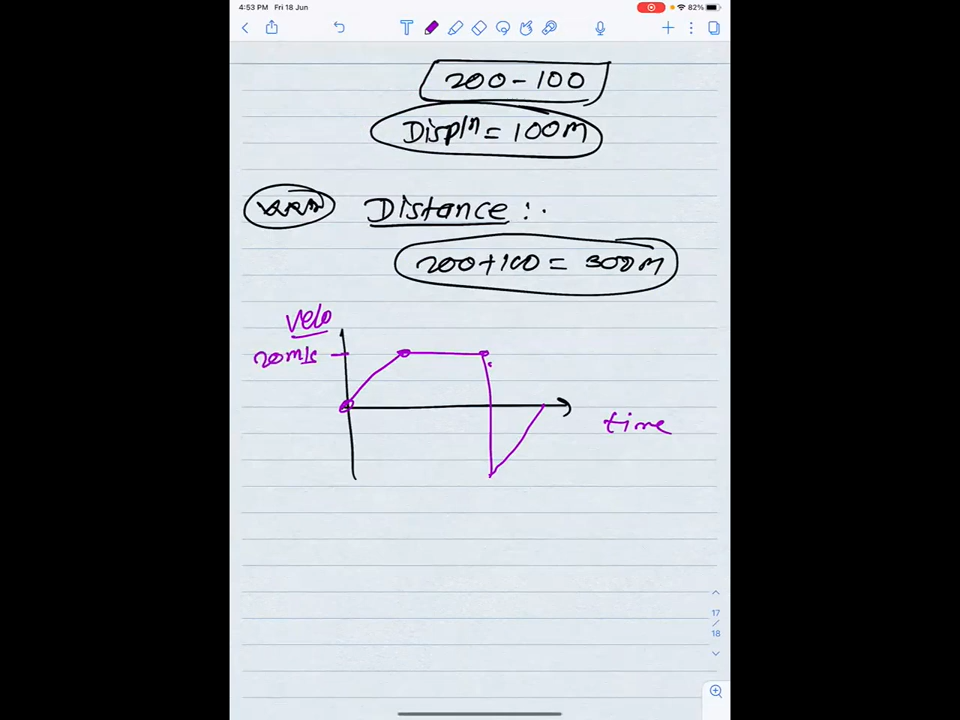 4:53 PM Fri 18 Jun
82%
200 - 100
Displⁿ = 100m
Distance :.
200+100 = 300m
Velo
20m/s
time
17
/
18